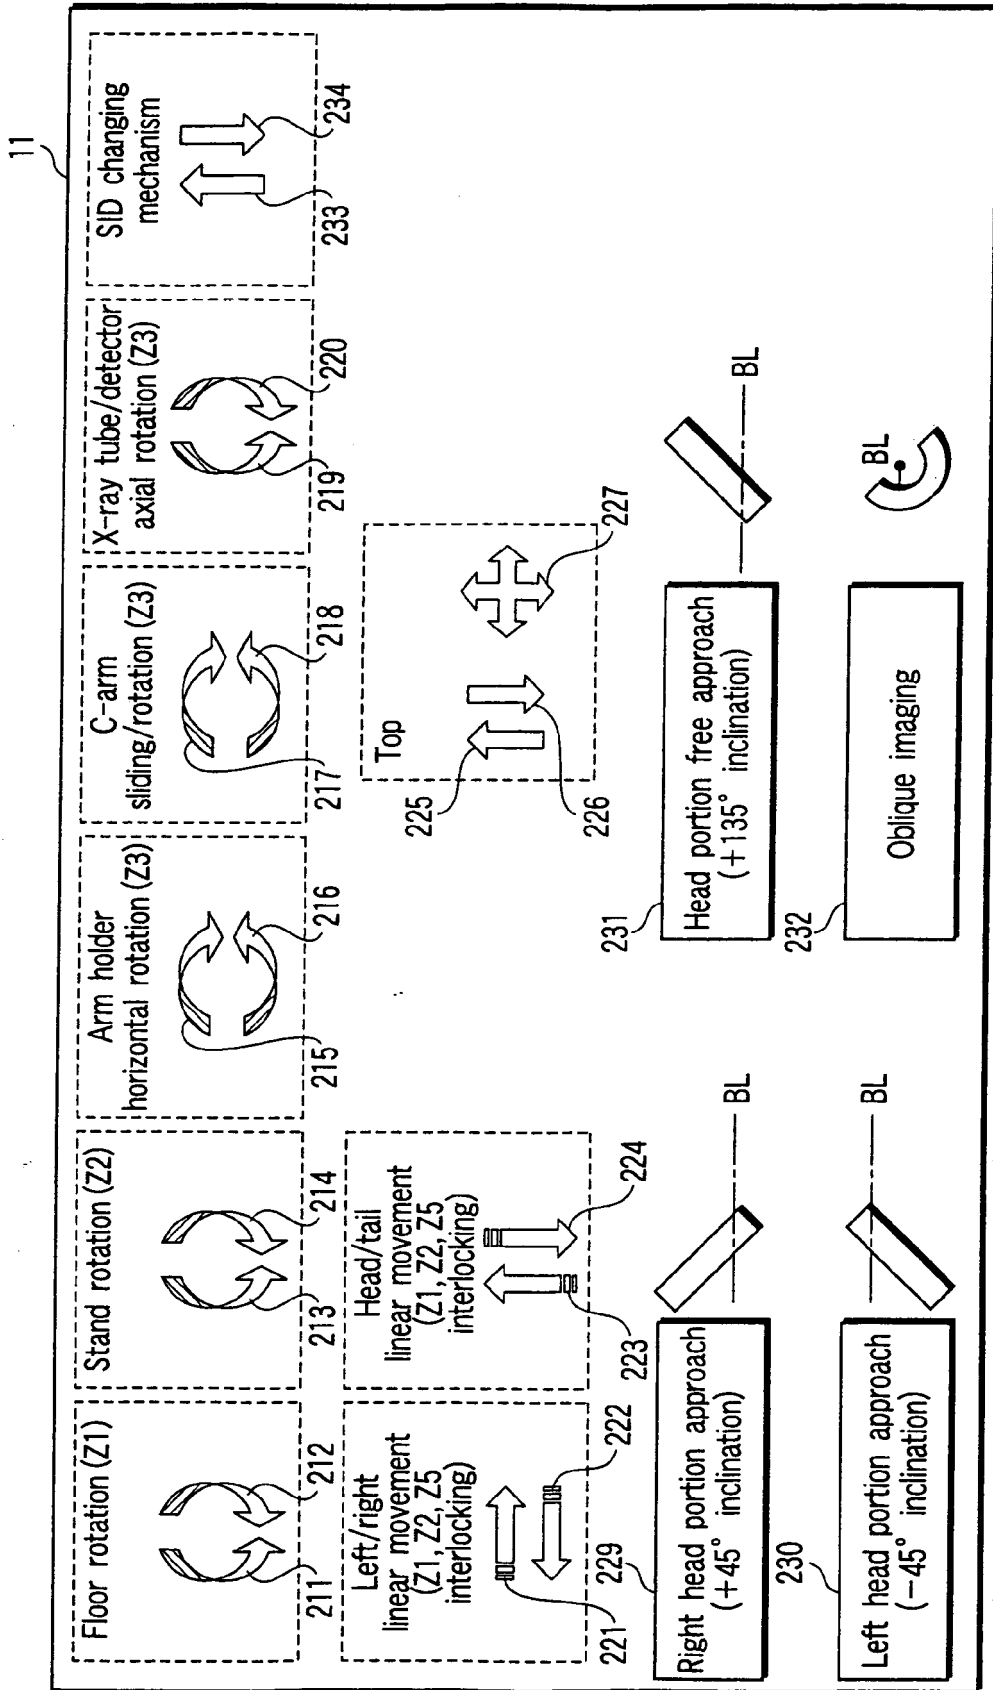 11
Floor rotation (Z1)
211
212
Stand rotation (Z2)
213
214
Arm holder
horizontal rotation (Z3)
215
216
C-arm
sliding/rotation (Z3)
217
218
X-ray tube/detector
axial rotation (Z3)
219
220
SID changing
mechanism
233
234
Left/right
linear movement
(Z1, Z2, Z5
interlocking)
221
222
Head/tail
linear movement
(Z1, Z2, Z5
interlocking)
223
224
Top
225
226
227
229
Right head portion approach
(+45° inclination)
BL
231
Head portion free approach
(+135° inclination)
BL
230
Left head portion approach
(−45° inclination)
BL
232
Oblique imaging
BL